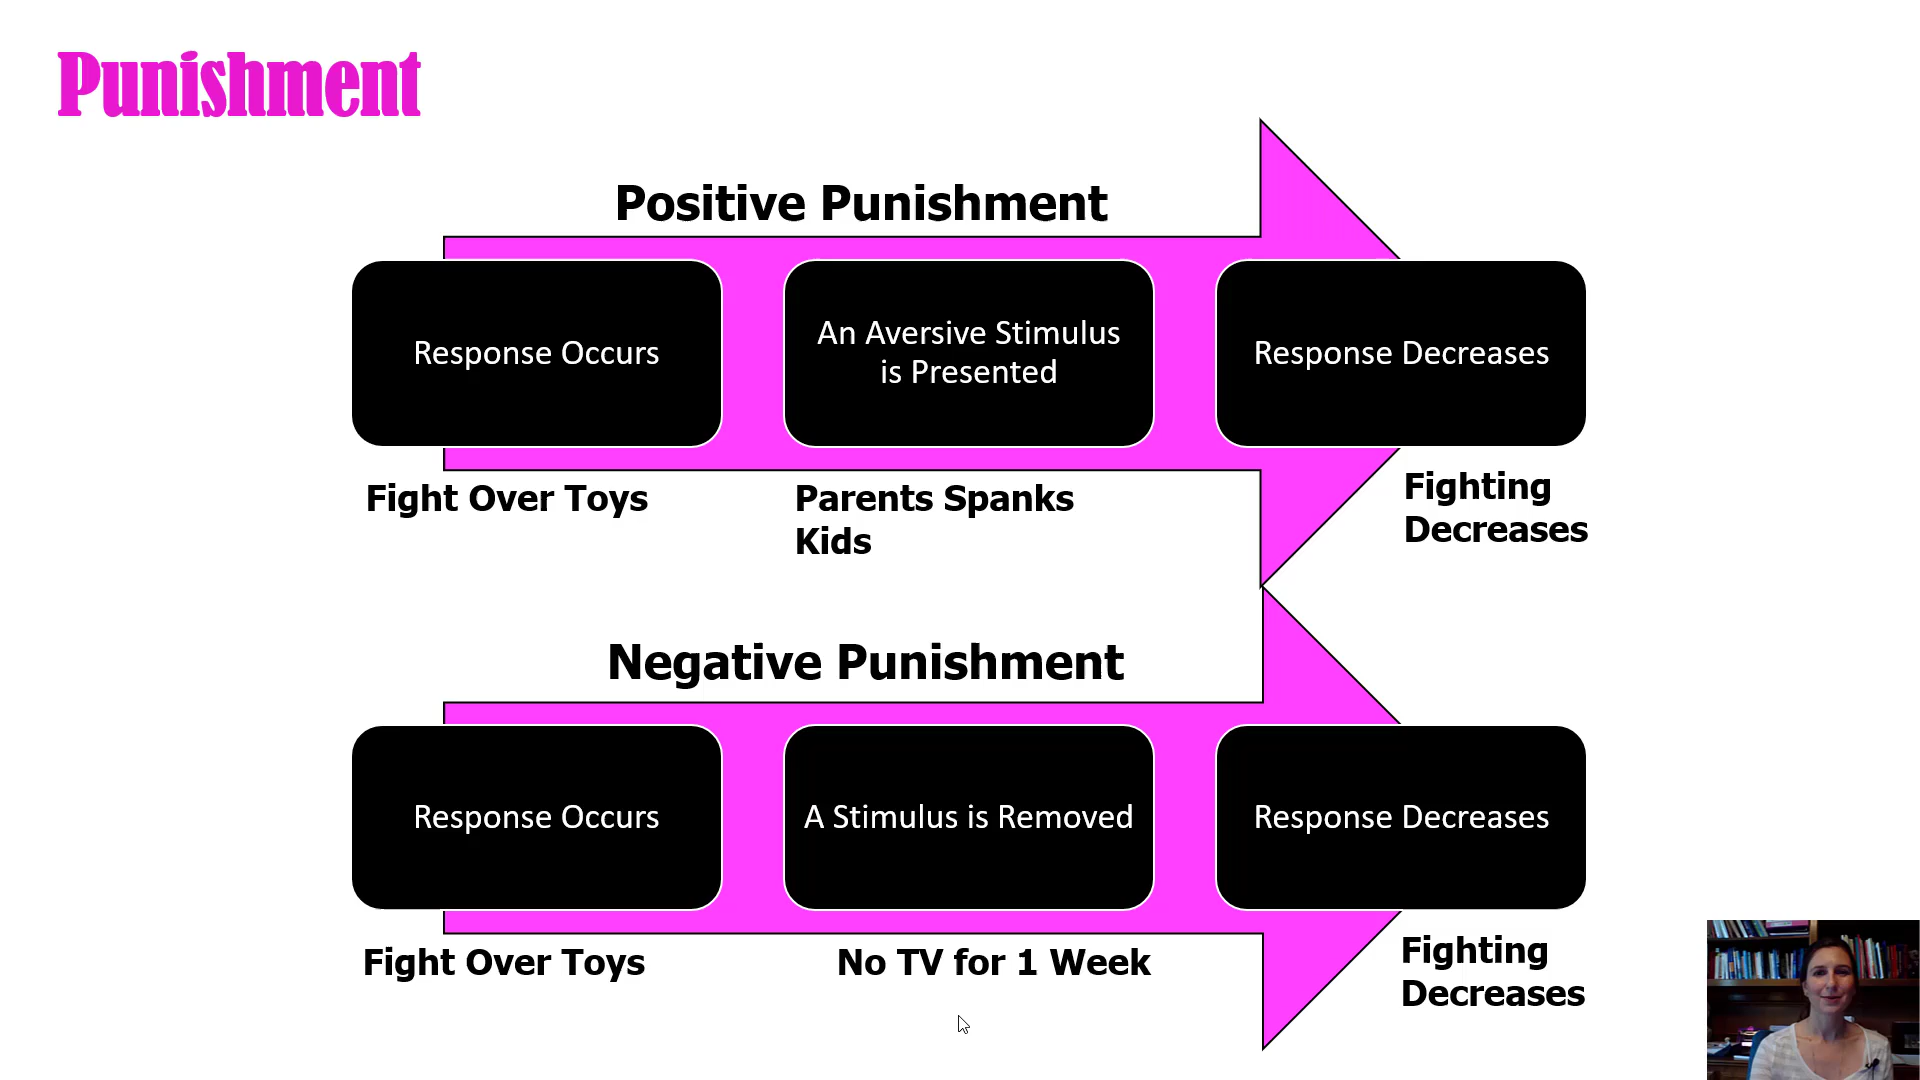 Punishment
Positive Punishment
Response Occurs
An Aversive Stimulus
is Presented
Response Decreases
Fight Over Toys
Parents Spanks
Kids
Fighting
Decreases
Negative Punishment
Response Occurs
A Stimulus is Removed
Response Decreases
Fight Over Toys
No TV for 1 Week
Fighting
Decreases